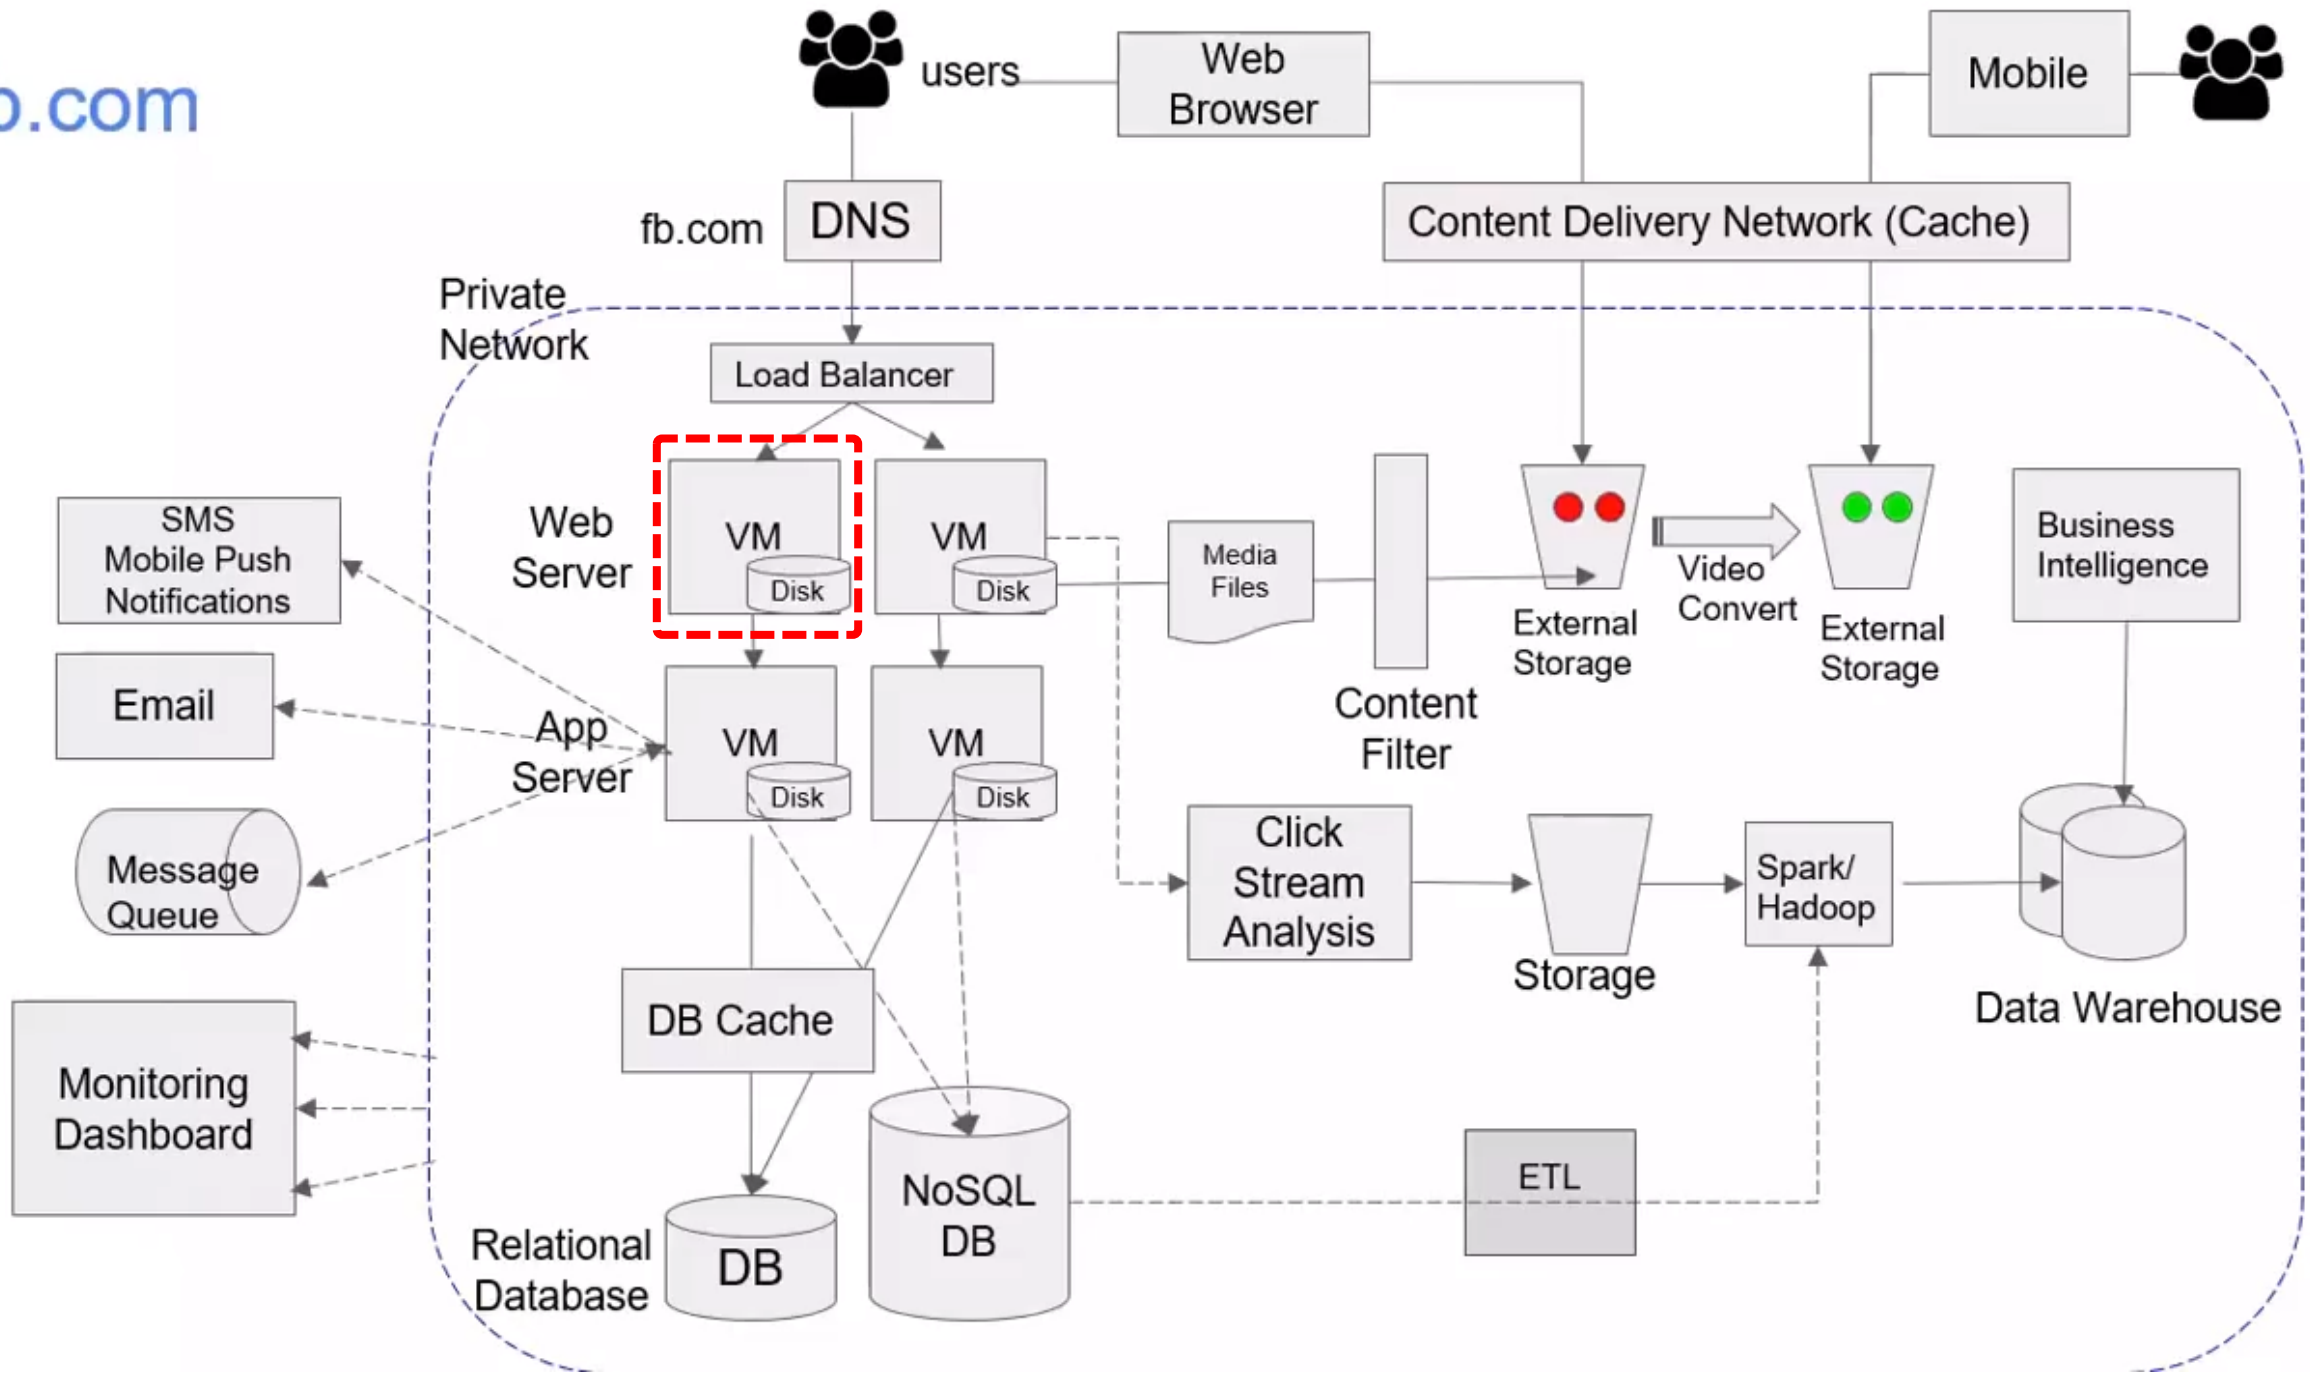 users
Web
Browser
Mobile
.com
fb.com
DNS
Content Delivery Network (Cache)
Private
Network
Load Balancer
Web
Server
VM
Disk
VM
Disk
SMS
Mobile Push
Notifications
Media
Files
Content
Filter
External
Storage
Video
Convert
External
Storage
Business
Intelligence
Email
App
Server
VM
Disk
VM
Disk
Message
Queue
Click
Stream
Analysis
Storage
Spark/
Hadoop
Data Warehouse
DB Cache
Monitoring
Dashboard
NoSQL
DB
ETL
Relational
Database
DB